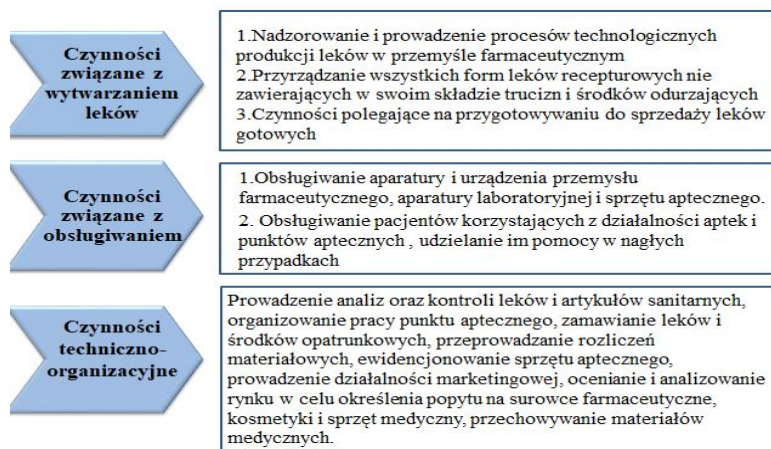 Czynności
związane z
wytwarzaniem
leków
1.Nadzorowanie i prowadzenie procesów technologicznych
produkcji leków w przemyśle farmaceutycznym
2.Przyrządzanie wszystkich form leków recepturowych nie
zawierających w swoim składzie trucizn i środków odurzających
3.Czynności polegające na przygotowywaniu do sprzedaży leków
gotowych
Czynności
związane z
obsługiwaniem
1.Obsługiwanie aparatury i urządzenia przemysłu
farmaceutycznego, aparatury laboratoryjnej i sprzętu aptecznego.
2. Obsługiwanie pacjentów korzystających z działalności aptek i
punktów aptecznych , udzielanie im pomocy w nagłych
przypadkach
Czynności
techniczno-
organizacyjne
Prowadzenie analiz oraz kontroli leków i artykułów sanitarnych,
organizowanie pracy punktu aptecznego, zamawianie leków i
środków opatrunkowych, przeprowadzanie rozliczeń
materiałowych, ewidencjonowanie sprzętu aptecznego,
prowadzenie działalności marketingowej, ocenianie i analizowanie
rynku w celu określenia popytu na surowce farmaceutyczne,
kosmetyki i sprzęt medyczny, przechowywanie materiałów
medycznych.